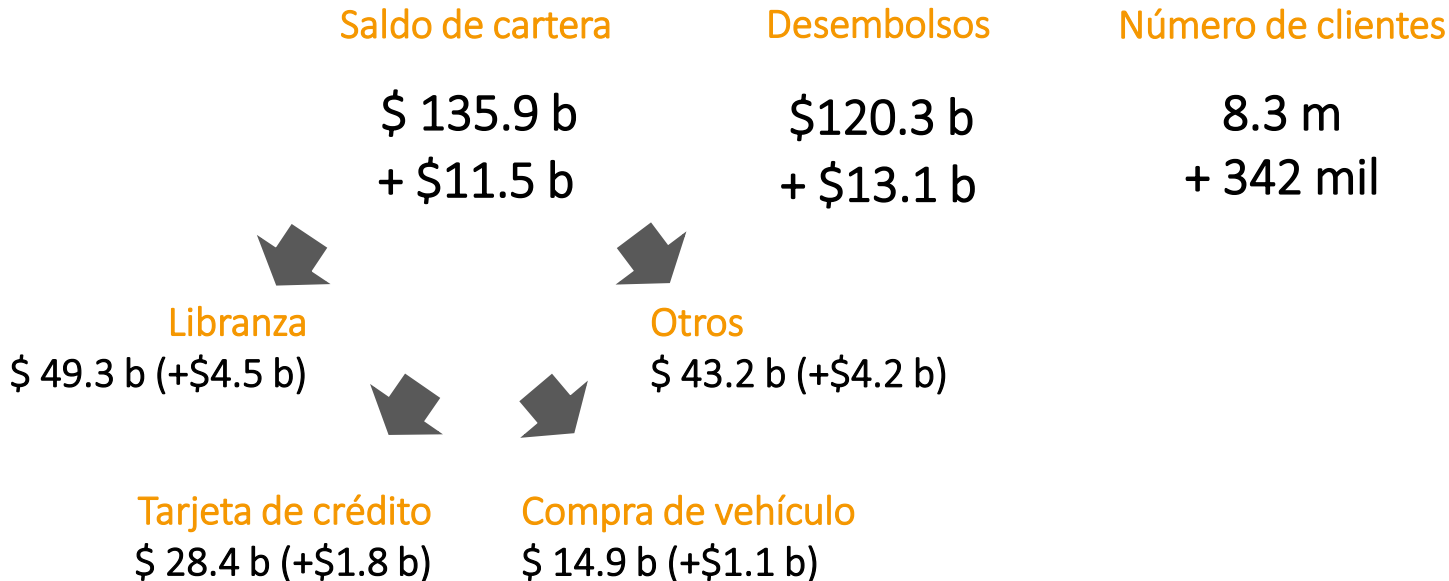 Saldo de cartera
$ 135.9 b
+ $11.5 b
Desembolsos
$120.3 b
+ $13.1 b
Número de clientes
8.3 m
+ 342 mil
Libranza
$ 49.3 b (+$4.5 b)
Otros
$ 43.2 b (+$4.2 b)
Tarjeta de crédito
$ 28.4 b (+$1.8 b)
Compra de vehículo
$ 14.9 b (+$1.1 b)